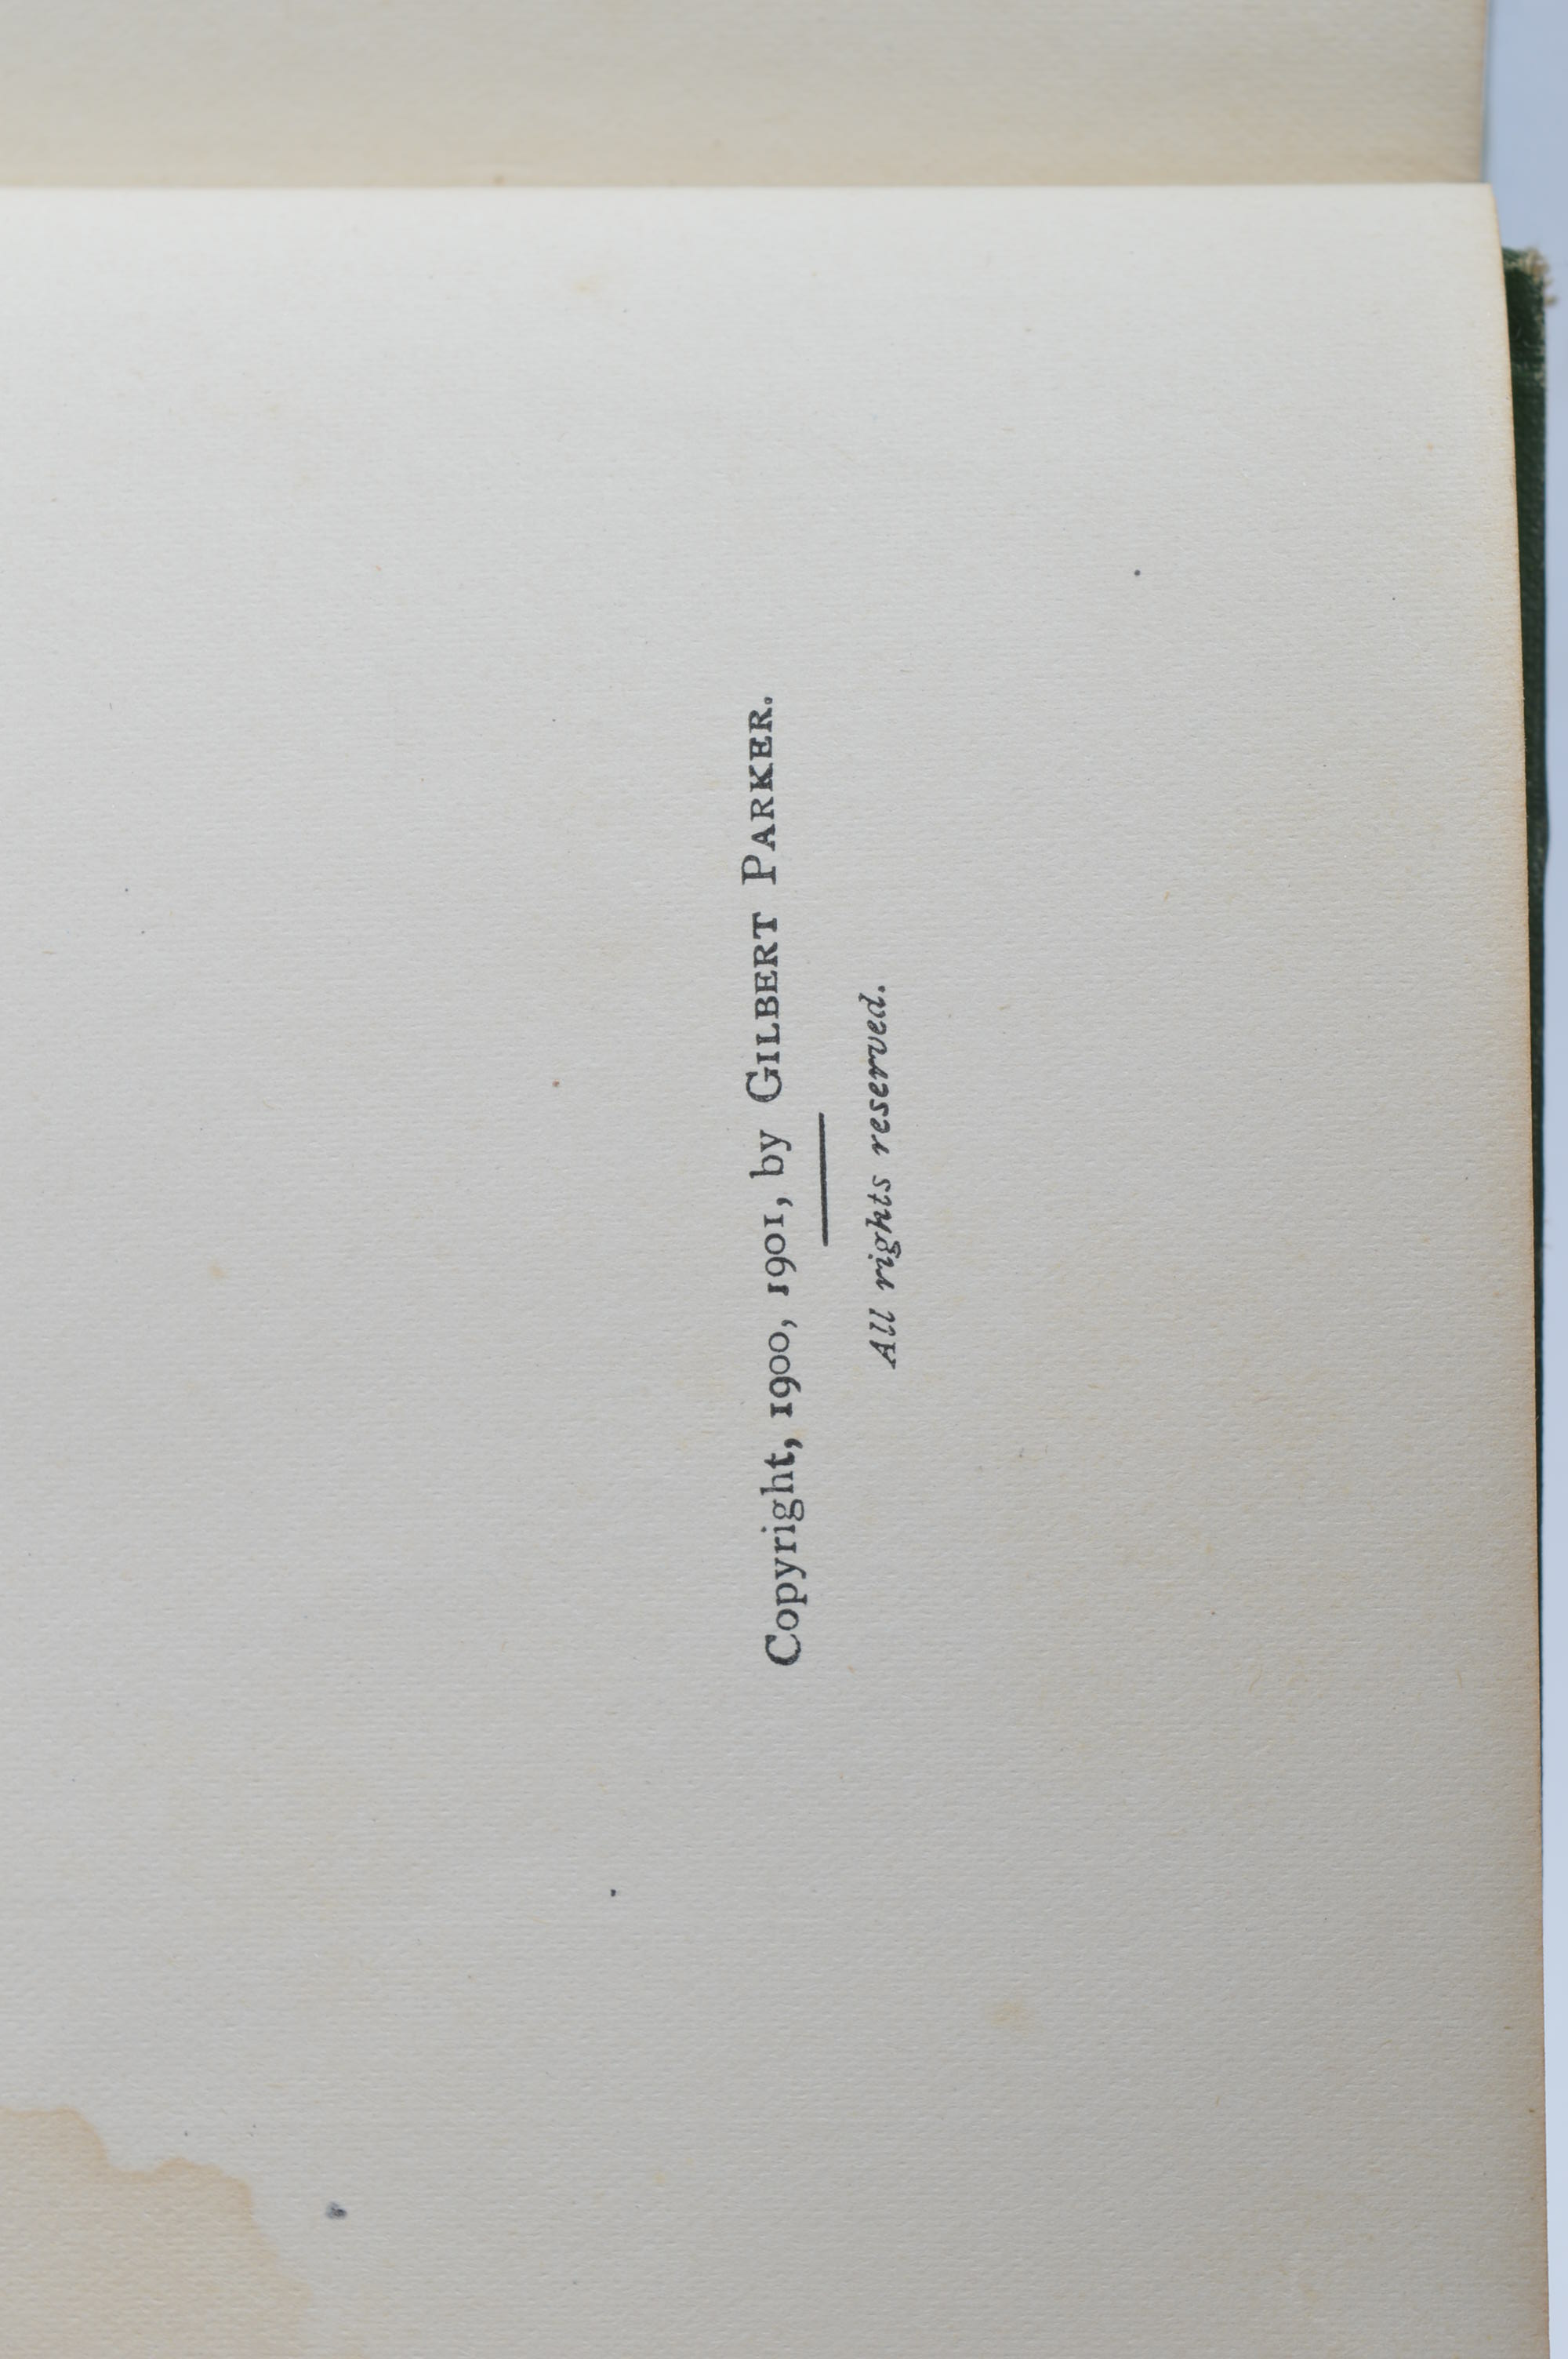 Copyright, 1900, 1901, by GILBERT PARKER.
All rights reserved.